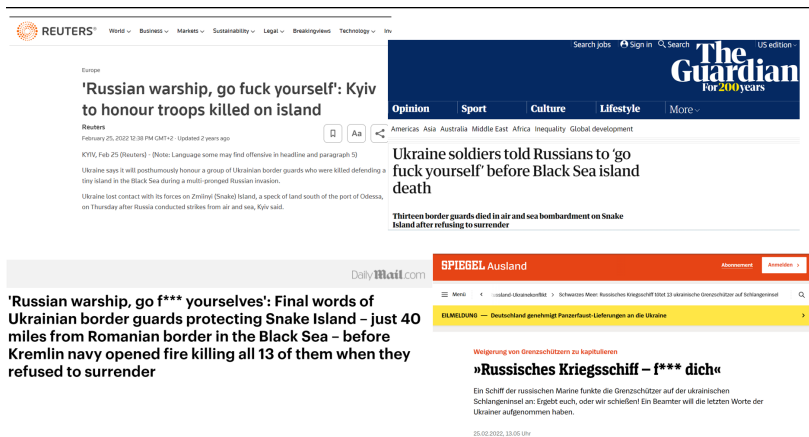 REUTERS®
World Business Markets Sustainability Legal Breakingviews Technology
Europe
'Russian warship, go fuck yourself': Kyiv
to honour troops killed on island
Reuters
February 25, 2022 12:38 PM GMT+2 · Updated 2 years ago
Aa
KYIV, Feb 25 (Reuters) - (Note: Language some may find offensive in headline and paragraph 5)
Ukraine says it will posthumously honour a group of Ukrainian border guards who were killed defending a
tiny island in the Black Sea during a multi-pronged Russian invasion.
Ukraine lost contact with its forces on Zmiinyi (Snake) Island, a speck of land south of the port of Odessa,
on Thursday after Russia conducted strikes from air and sea, Kyiv said.
Search jobs Sign in Search US edition
The
Guardian
For 200 years
Opinion Sport Culture Lifestyle More
Americas Asia Australia Middle East Africa Inequality Global development
Ukraine soldiers told Russians to 'go
fuck yourself' before Black Sea island
death
Thirteen border guards died in air and sea bombardment on Snake
Island after refusing to surrender
Daily Mail.com
'Russian warship, go f*** yourselves': Final words of
Ukrainian border guards protecting Snake Island – just 40
miles from Romanian border in the Black Sea – before
Kremlin navy opened fire killing all 13 of them when they
refused to surrender
SPIEGEL Ausland
Abonnement Anmelden
Menü ssland-Ukrainekonflikt > Schwarzes Meer: Russisches Kriegsschiff tötet 13 ukrainische Grenzschützer auf Schlangeninsel
EILMELDUNG — Deutschland genehmigt Panzerfaust-Lieferungen an die Ukraine
Weigerung von Grenzschützern zu kapitulieren
»Russisches Kriegsschiff – f*** dich«
Ein Schiff der russischen Marine funkte die Grenzschützer auf der ukrainischen
Schlangeninsel an: Ergebt euch, oder wir schießen! Ein Beamter will die letzten Worte der
Ukrainer aufgenommen haben.
25.02.2022, 13.05 Uhr